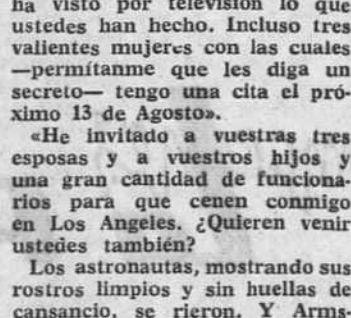 ha visto por televisión lo que
ustedes han hecho. Incluso tres
valientes mujeres con las cuales
—permítanme que les diga un
secreto— tengo una cita el pró-
ximo 13 de Agosto».
«He invitado a vuestras tres
esposas y a vuestros hijos y
una gran cantidad de funciona-
rios para que cenen conmigo
en Los Angeles. ¿Quieren venir
ustedes también?
Los astronautas, mostrando sus
rostros limpios y sin huellas de
cansancio, se rieron. Y Arms-